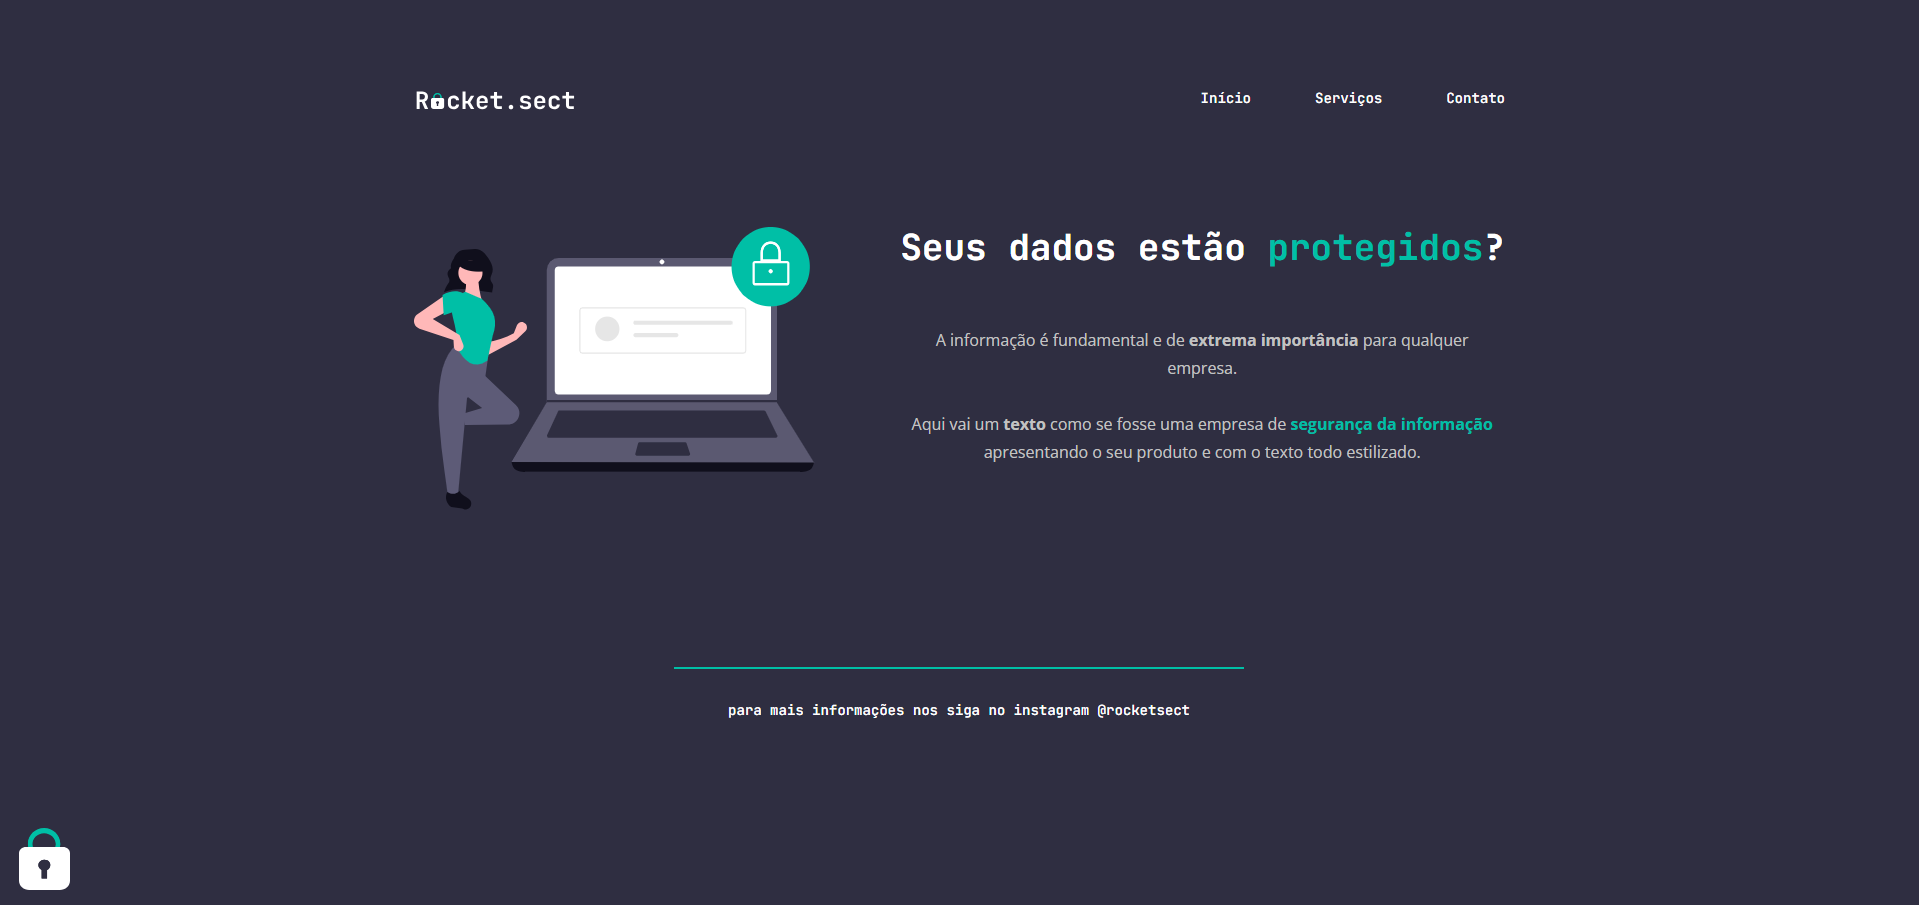 Rocket.sect
Início Serviços Contato
Seus dados estão protegidos?
A informação é fundamental e de extrema importância para qualquer
empresa.
Aqui vai um texto como se fosse uma empresa de segurança da informação
apresentando o seu produto e com o texto todo estilizado.
para mais informações nos siga no instagram @rocketsect